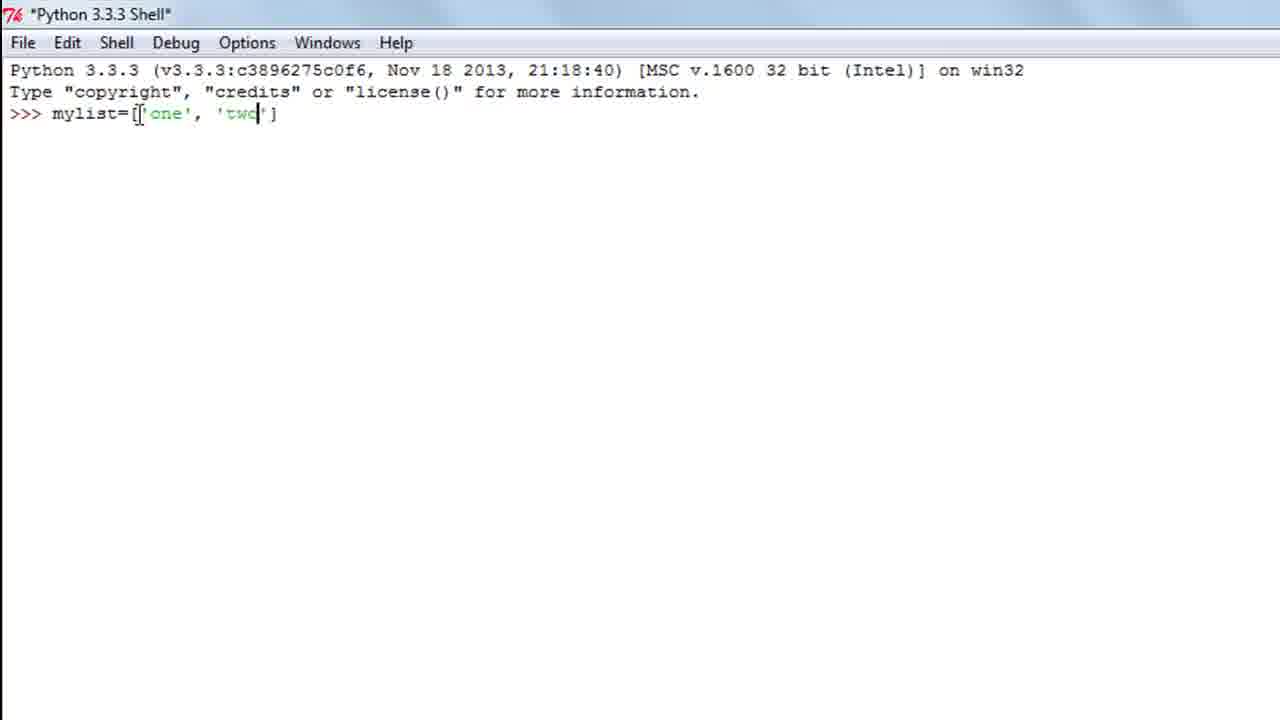 *Python 3.3.3 Shell*
File Edit Shell Debug Options Windows Help
Python 3.3.3 (v3.3.3:c3896275c0f6, Nov 18 2013, 21:18:40) [MSC v.1600 32 bit (Intel)] on win32
Type "copyright", "credits" or "license()" for more information.
>>> mylist=['one', 'two']